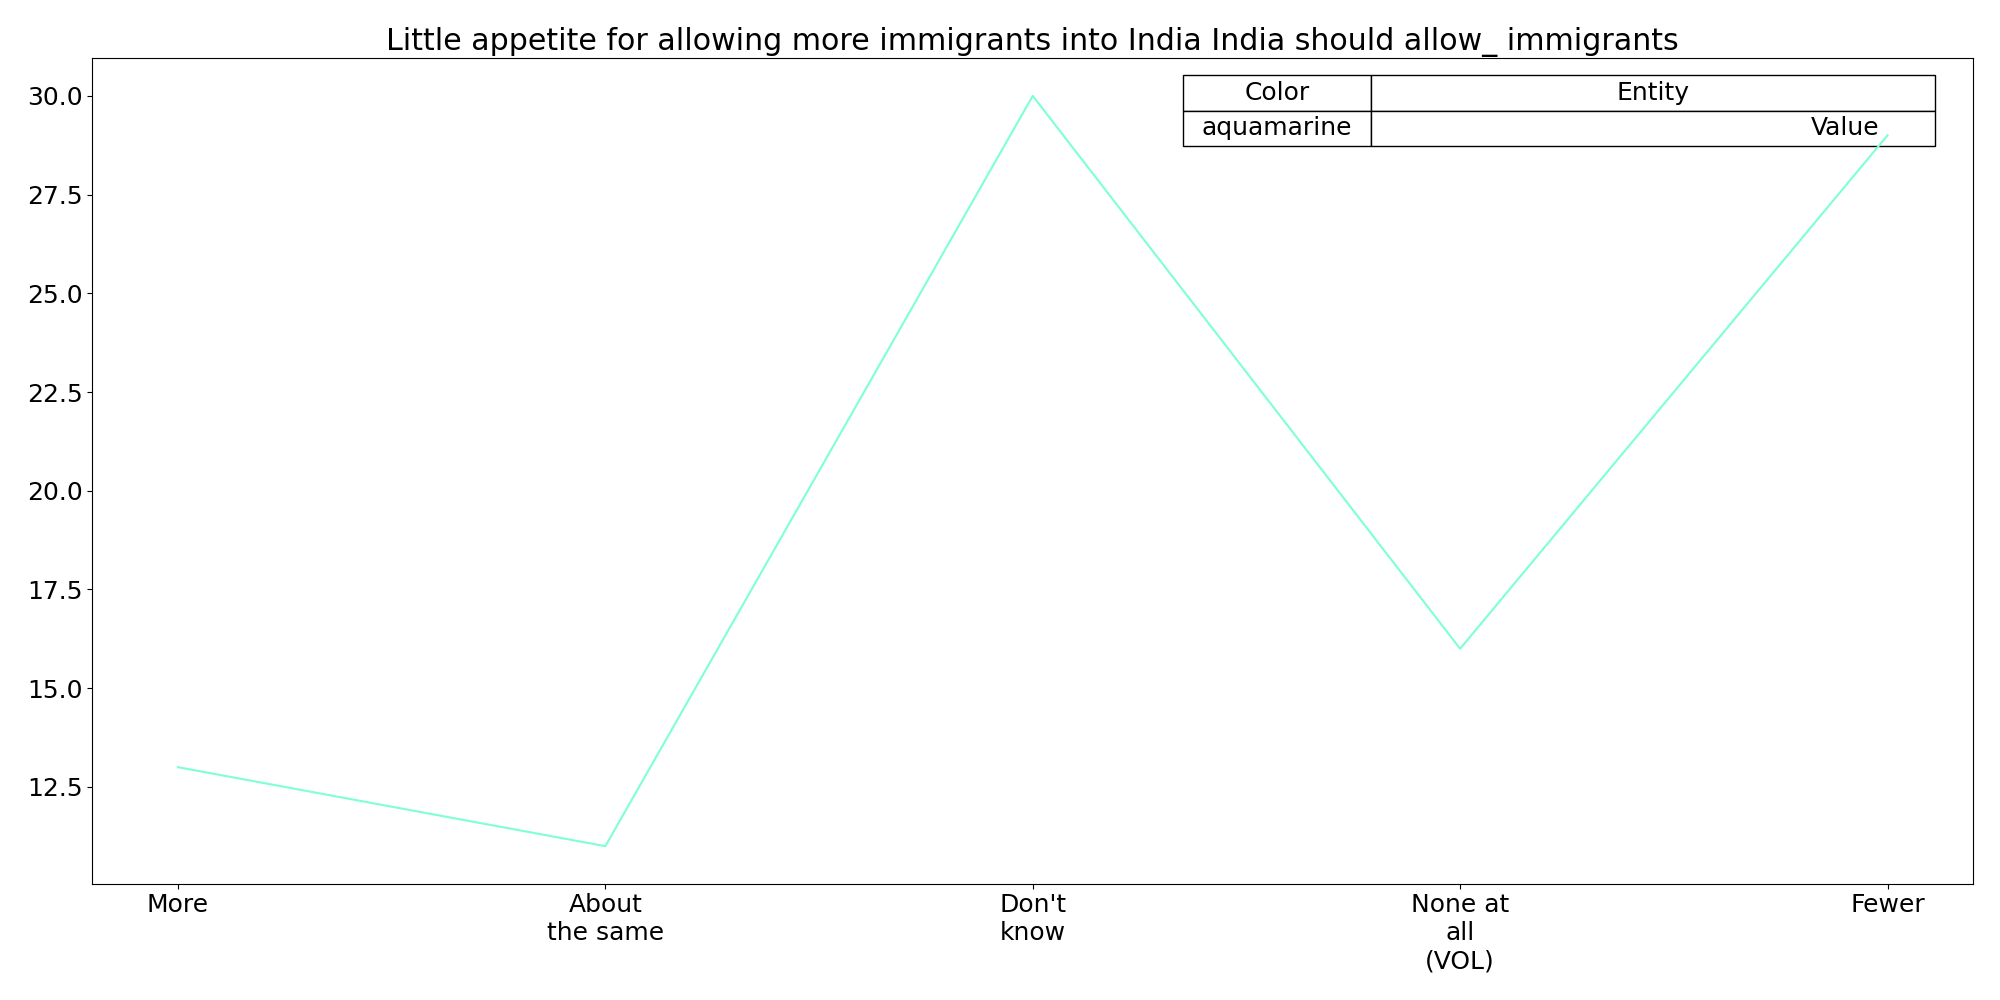 Little appetite for allowing more immigrants into India India should allow_ immigrants
Color Entity
aquamarine Value
30.0
27.5
25.0
22.5
20.0
17.5
15.0
12.5
More
About
the same
Don't
know
None at
all
(VOL)
Fewer